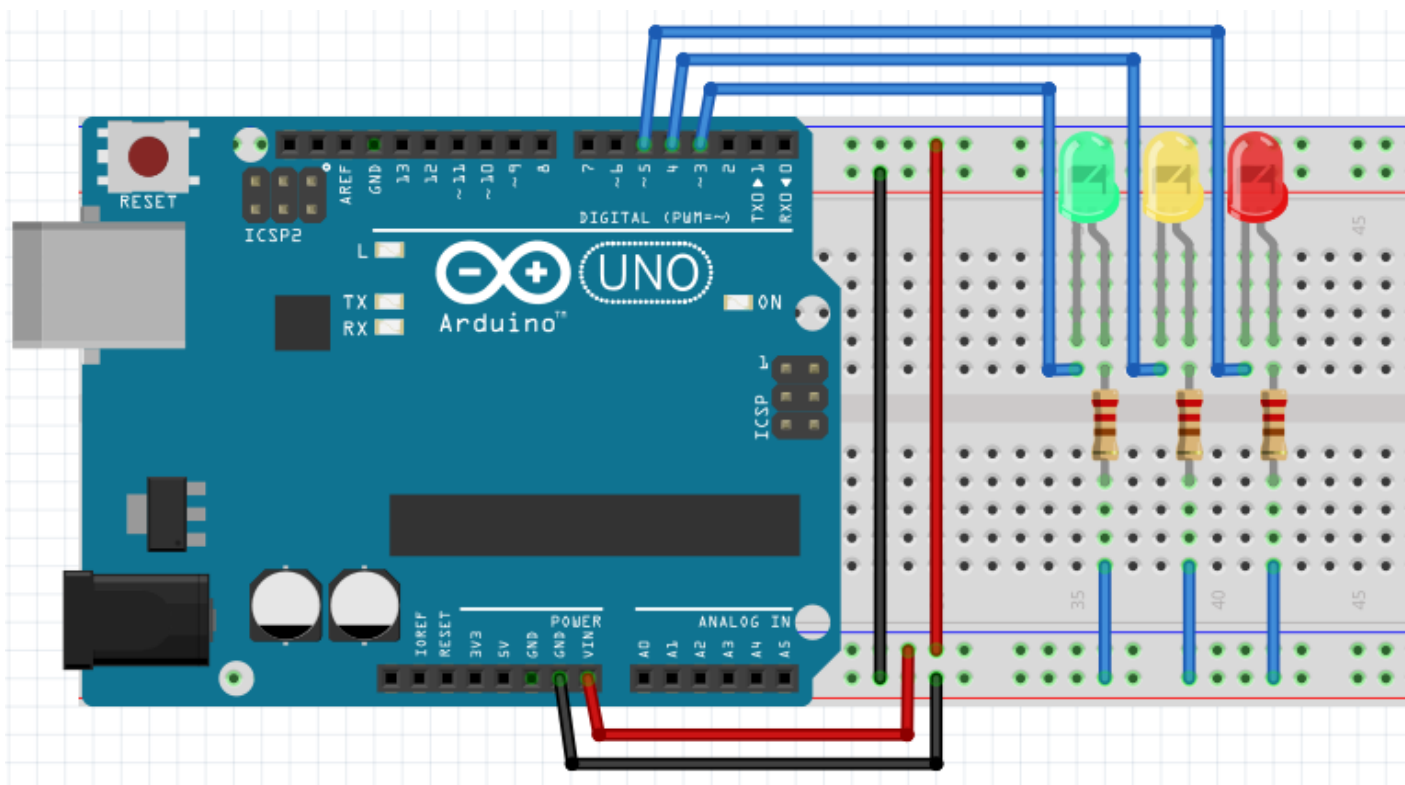 RESET
ICSP2
AREF
GND
13
12
~11
~10
~9
8
7
~6
~5
4
~3
2
TXO▶1
RXO◀0
DIGITAL (PWM=~)
L
TX
RX
Arduino™
UNO
ON
1
ICSP
45
35
40
45
POWER
ANALOG IN
IOREF
RESET
3V3
5V
GND
GND
VIN
A0
A1
A2
A3
A4
A5